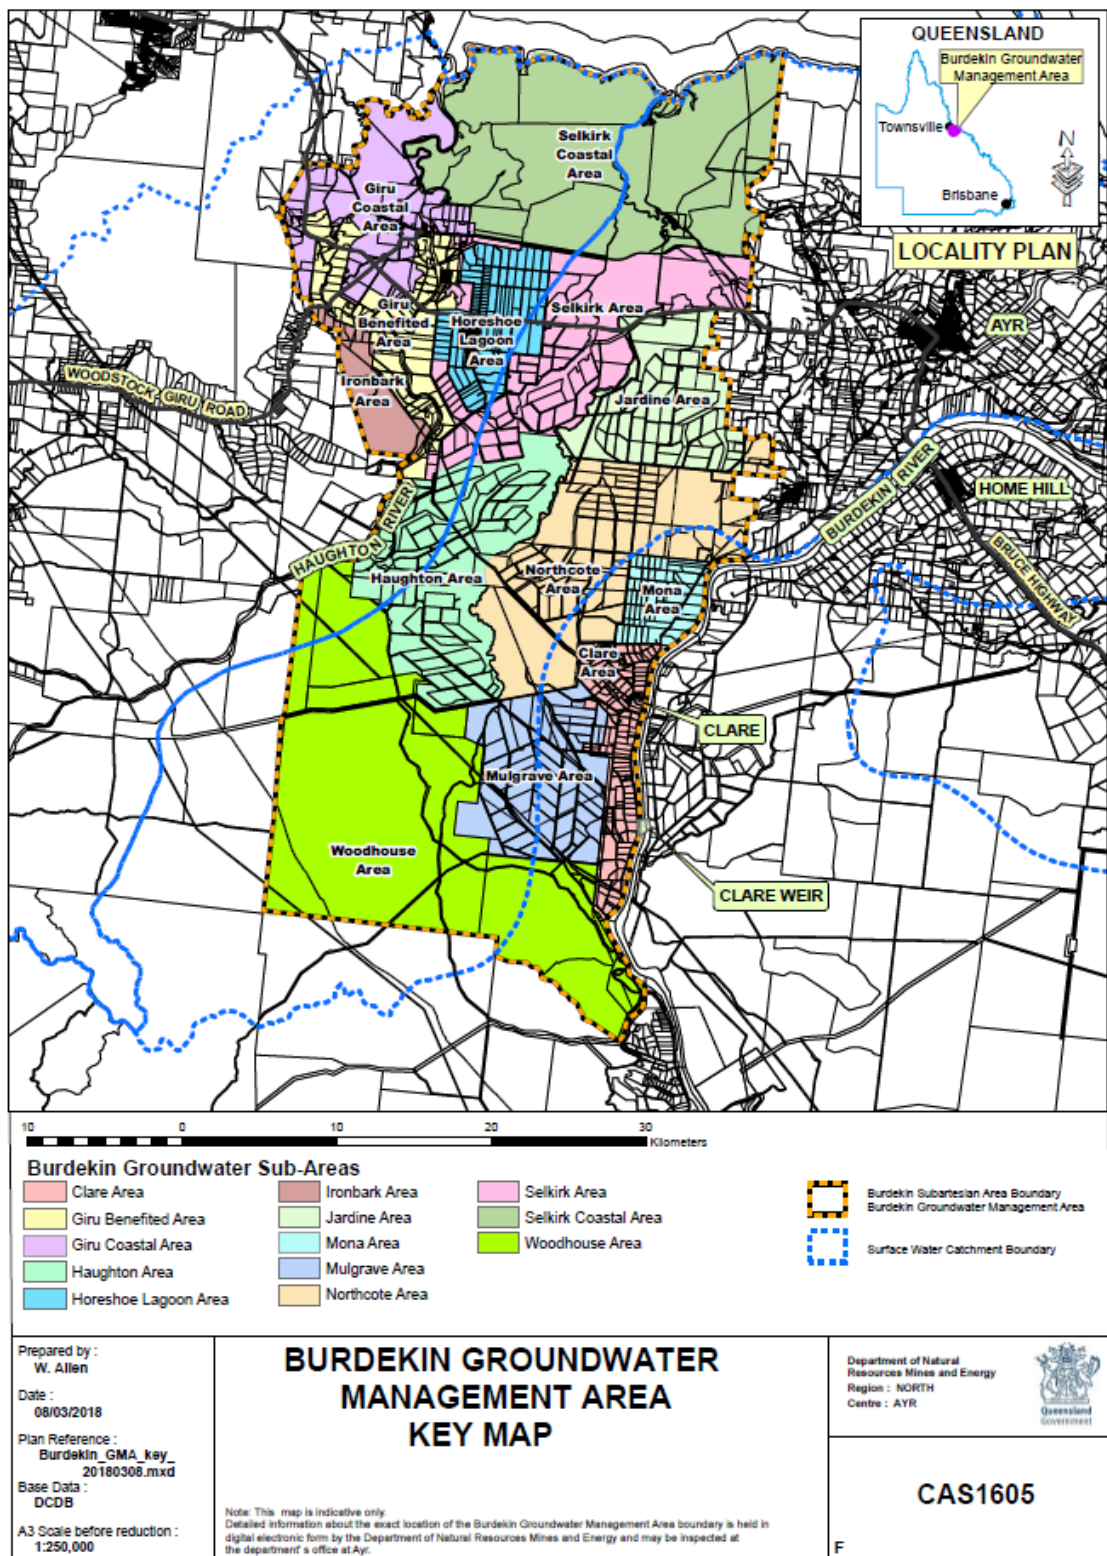 QUEENSLAND
Burdekin Groundwater
Management Area
Townsville
N
Brisbane
LOCALITY PLAN
Selkirk
Coastal
Area
Giru
Coastal
Area
Selkirk Area
Giru
Benefited
Area
Horeshoe
Lagoon
Area
AYR
WOODSTOCK GIRU ROAD
Ironbark
Area
Jardine Area
BURDEKIN RIVER
HOME HILL
HAUGHTON RIVER
BRUCE HIGHWAY
Haughton Area
Northcote
Area
Mona
Area
Clare
Area
CLARE
Mulgrave Area
Woodhouse
Area
CLARE WEIR
10 0 10 20 30
Kilometers
Burdekin Groundwater Sub-Areas
Clare Area
Giru Benefited Area
Giru Coastal Area
Haughton Area
Horeshoe Lagoon Area
Ironbark Area
Jardine Area
Mona Area
Mulgrave Area
Northcote Area
Selkirk Area
Selkirk Coastal Area
Woodhouse Area
Burdekin Subartesian Area Boundary
Burdekin Groundwater Management Area
Surface Water Catchment Boundary
Prepared by :
W. Allen
Date :
08/03/2018
Plan Reference :
Burdekin_GMA_key_
20180308.mxd
Base Data :
DCDB
A3 Scale before reduction :
1:250,000
BURDEKIN GROUNDWATER
MANAGEMENT AREA
KEY MAP
Note: This map is indicative only.
Detailed information about the exact location of the Burdekin Groundwater Management Area boundary is held in
digital electronic form by the Department of Natural Resources Mines and Energy and may be inspected at
the department's office at Ayr.
Department of Natural
Resources Mines and Energy
Region : NORTH
Centre : AYR
Queensland
Government
CAS1605
F